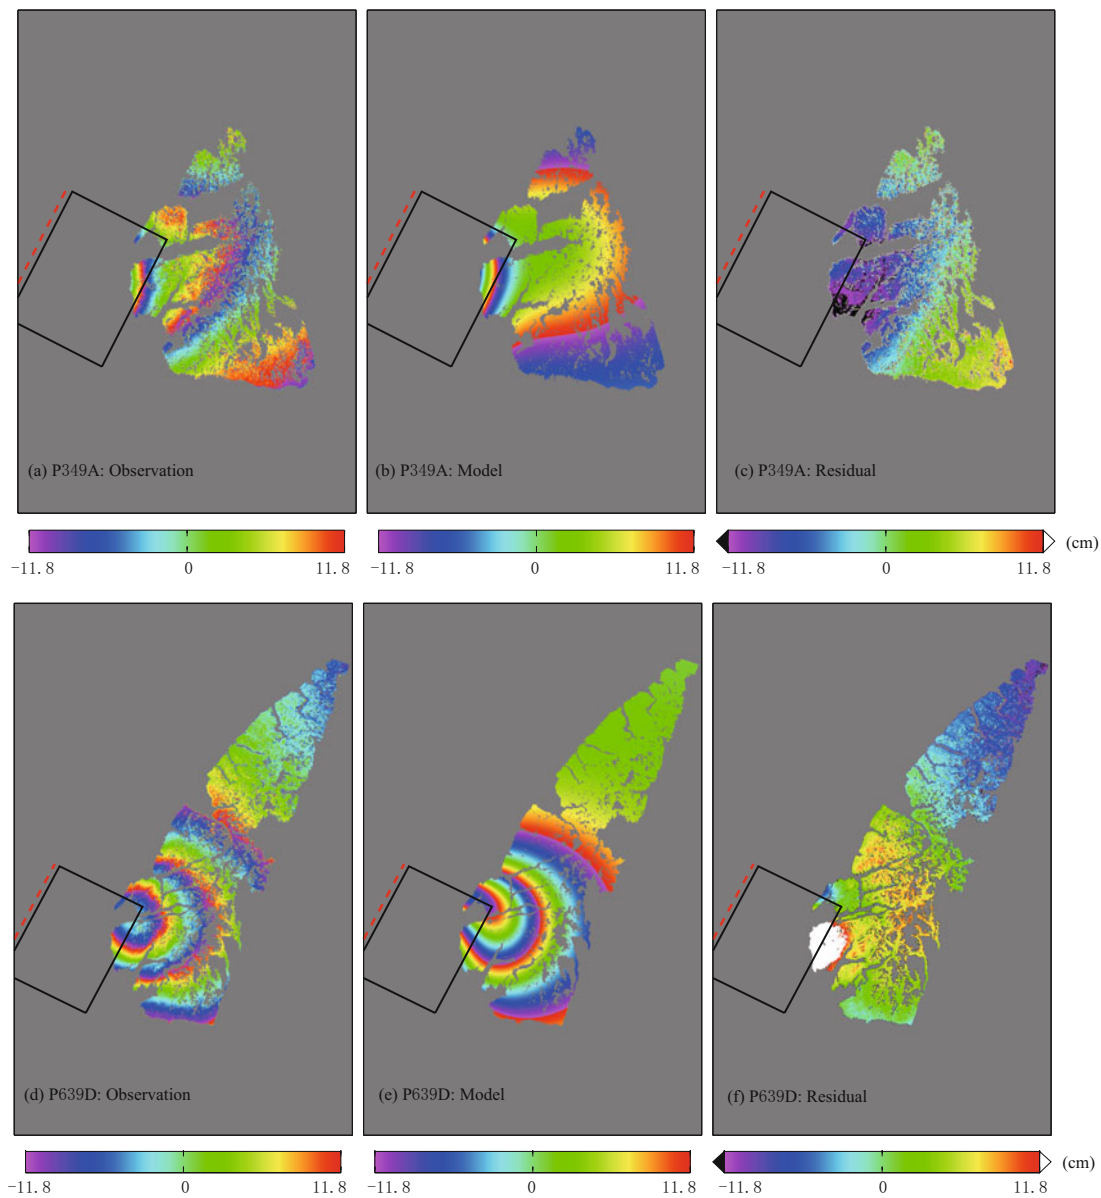 (a) P349A: Observation
(b) P349A: Model
(c) P349A: Residual
-11.8 0 11.8
-11.8 0 11.8
-11.8 0 11.8 (cm)
(d) P639D: Observation
(e) P639D: Model
(f) P639D: Residual
-11.8 0 11.8
-11.8 0 11.8
-11.8 0 11.8 (cm)